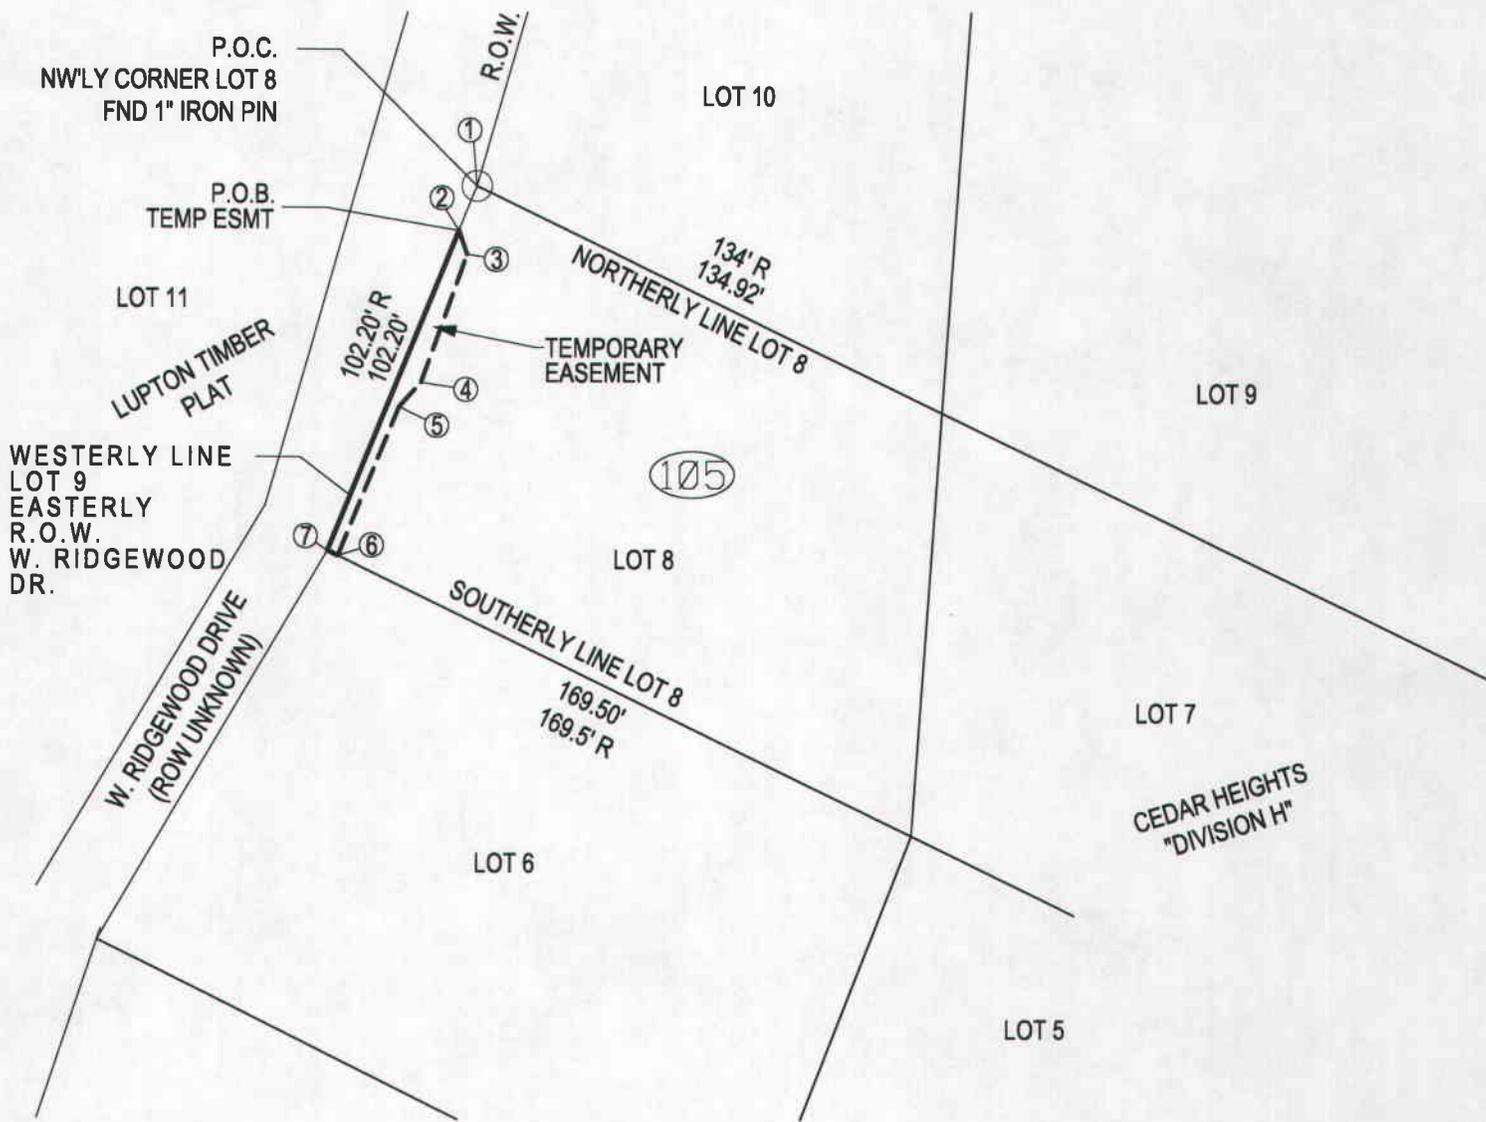 P.O.C.
NW'LY CORNER LOT 8
FND 1" IRON PIN
R.O.W.
LOT 10
①
P.O.B.
TEMP ESMT
②
③
134' R
134.92'
NORTHERLY LINE LOT 8
LOT 11
LUPTON TIMBER
PLAT
102.20' R
102.20'
TEMPORARY
EASEMENT
④
⑤
LOT 9
WESTERLY LINE
LOT 9
EASTERLY
R.O.W.
W. RIDGEWOOD
DR.
105
⑦
⑥
LOT 8
SOUTHERLY LINE LOT 8
169.50'
169.5' R
W. RIDGEWOOD DRIVE
(ROW UNKNOWN)
LOT 7
CEDAR HEIGHTS
"DIVISION H"
LOT 6
LOT 5